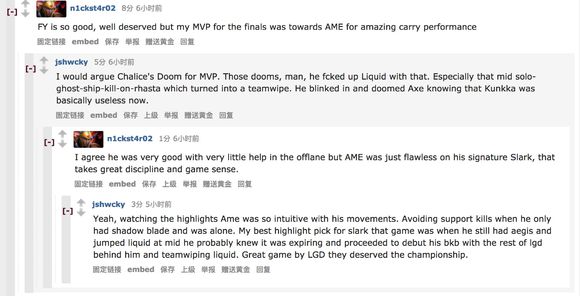 [-] n1ckst4r02 8分 6小时前
FY is so good, well deserved but my MVP for the finals was towards AME for amazing carry performance
固定链接 embed 保存 举报 赠送黄金 回复
[-] jshwcky 5分 6小时前
I would argue Chalice's Doom for MVP. Those dooms, man, he fcked up Liquid with that. Especially that mid solo-
ghost-ship-kill-on-rhasta which turned into a teamwipe. He blinked in and doomed Axe knowing that Kunkka was
basically useless now.
固定链接 embed 保存 上级 举报 赠送黄金 回复
[-] n1ckst4r02 1分 6小时前
I agree he was very good with very little help in the offlane but AME was just flawless on his signature Slark, that
takes great discipline and game sense.
固定链接 embed 保存 上级 举报 赠送黄金 回复
[-] jshwcky 3分 5小时前
Yeah, watching the highlights Ame was so intuitive with his movements. Avoiding support kills when he only
had shadow blade and was alone. My best highlight pick for slark that game was when he still had aegis and
jumped liquid at mid he probably knew it was expiring and proceeded to debut his bkb with the rest of lgd
behind him and teamwiping liquid. Great game by LGD they deserved the championship.
固定链接 embed 保存 上级 举报 赠送黄金 回复